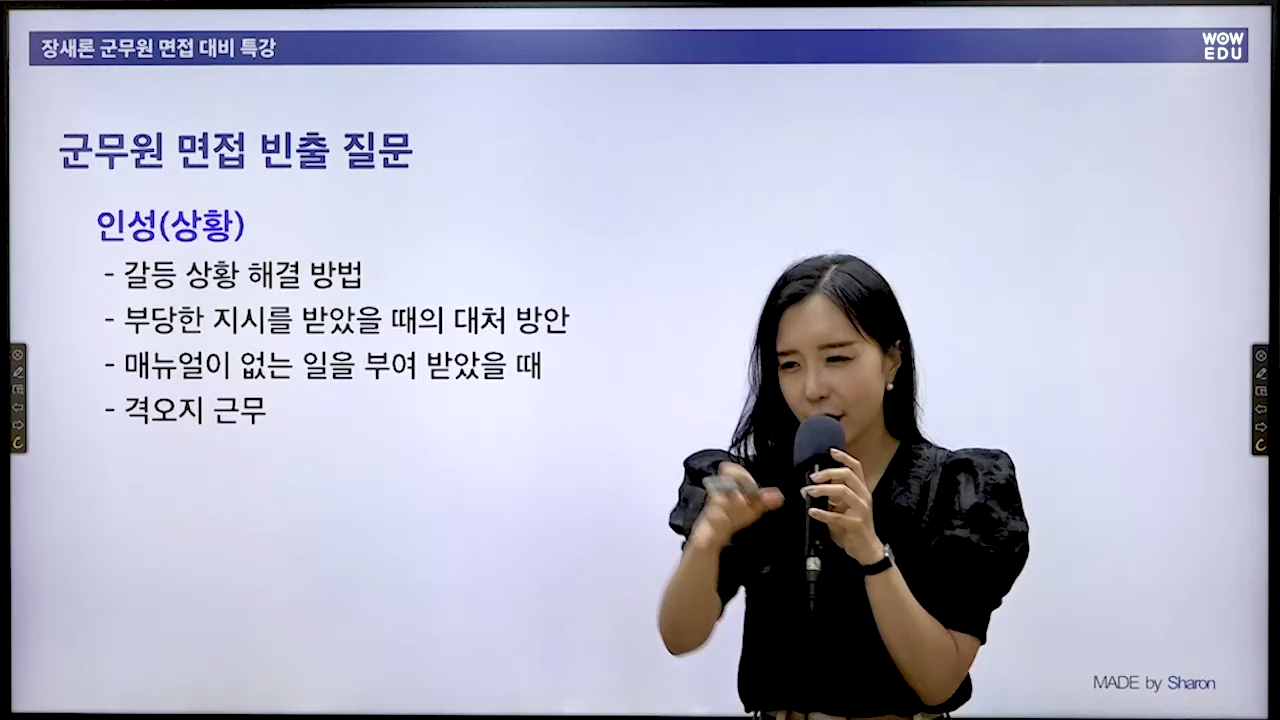 장새론 군무원 면접 대비 특강
WOW
EDU
군무원 면접 빈출 질문
인성(상황)
- 갈등 상황 해결 방법
- 부당한 지시를 받았을 때의 대처 방안
- 매뉴얼이 없는 일을 부여 받았을 때
- 격오지 근무
MADE by Sharon